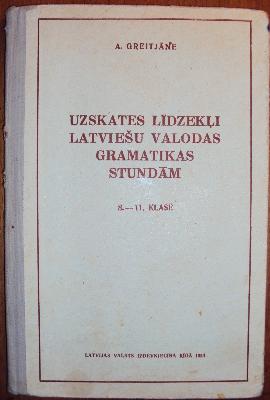 A. GREITJĀNE
UZSKATES LĪDZEKĻI
LATVIEŠU VALODAS
GRAMATIKAS
STUNDĀM
8.—11. KLASĒ
LATVIJAS VALSTS IZDEVNIECĪBA RĪGĀ